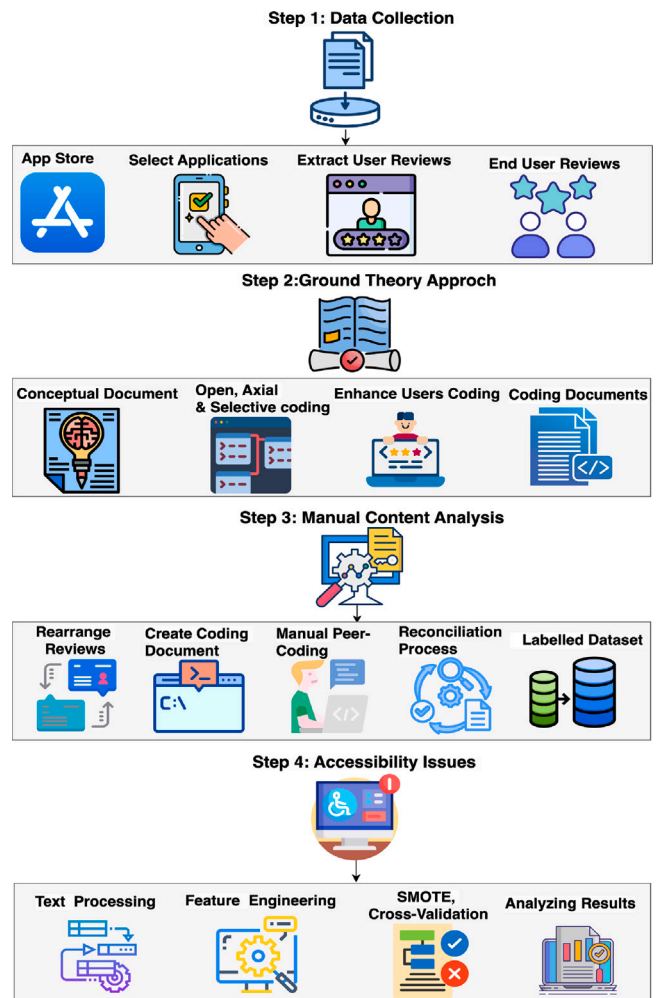 Step 1: Data Collection
App Store
Select Applications
Extract User Reviews
End User Reviews
Step 2:Ground Theory Approch
Conceptual Document
Open, Axial
& Selective coding
Enhance Users Coding
Coding Documents
</>
Step 3: Manual Content Analysis
Rearrange
Reviews
Create Coding
Document
>_
C:\
Manual Peer-
Coding
</>
Reconciliation
Process
Labelled Dataset
Step 4: Accessibility Issues
Text Processing
Feature Engineering
SMOTE,
Cross-Validation
Analyzing Results